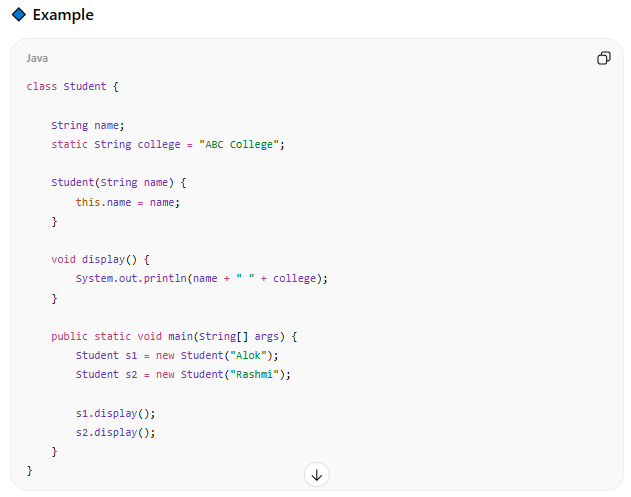 Example
Java
class Student {
String name;
static String college = "ABC College";
Student(String name) {
this.name = name;
}
void display() {
System.out.println(name + " " + college);
}
public static void main(String[] args) {
Student s1 = new Student("Alok");
Student s2 = new Student("Rashmi");
s1.display();
s2.display();
}
}